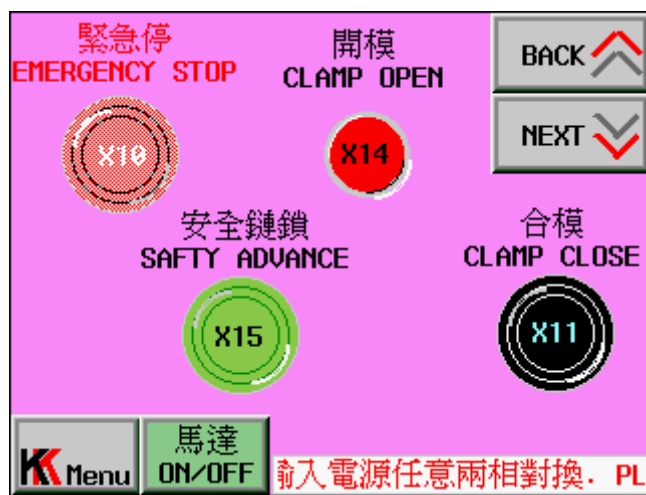 緊急停
EMERGENCY STOP
X10
開模
CLAMP OPEN
X14
BACK
NEXT
安全鏈鎖
SAFTY ADVANCE
X15
合模
CLAMP CLOSE
X11
Menu
馬達
ON/OFF
入電源任意兩相對換. PL